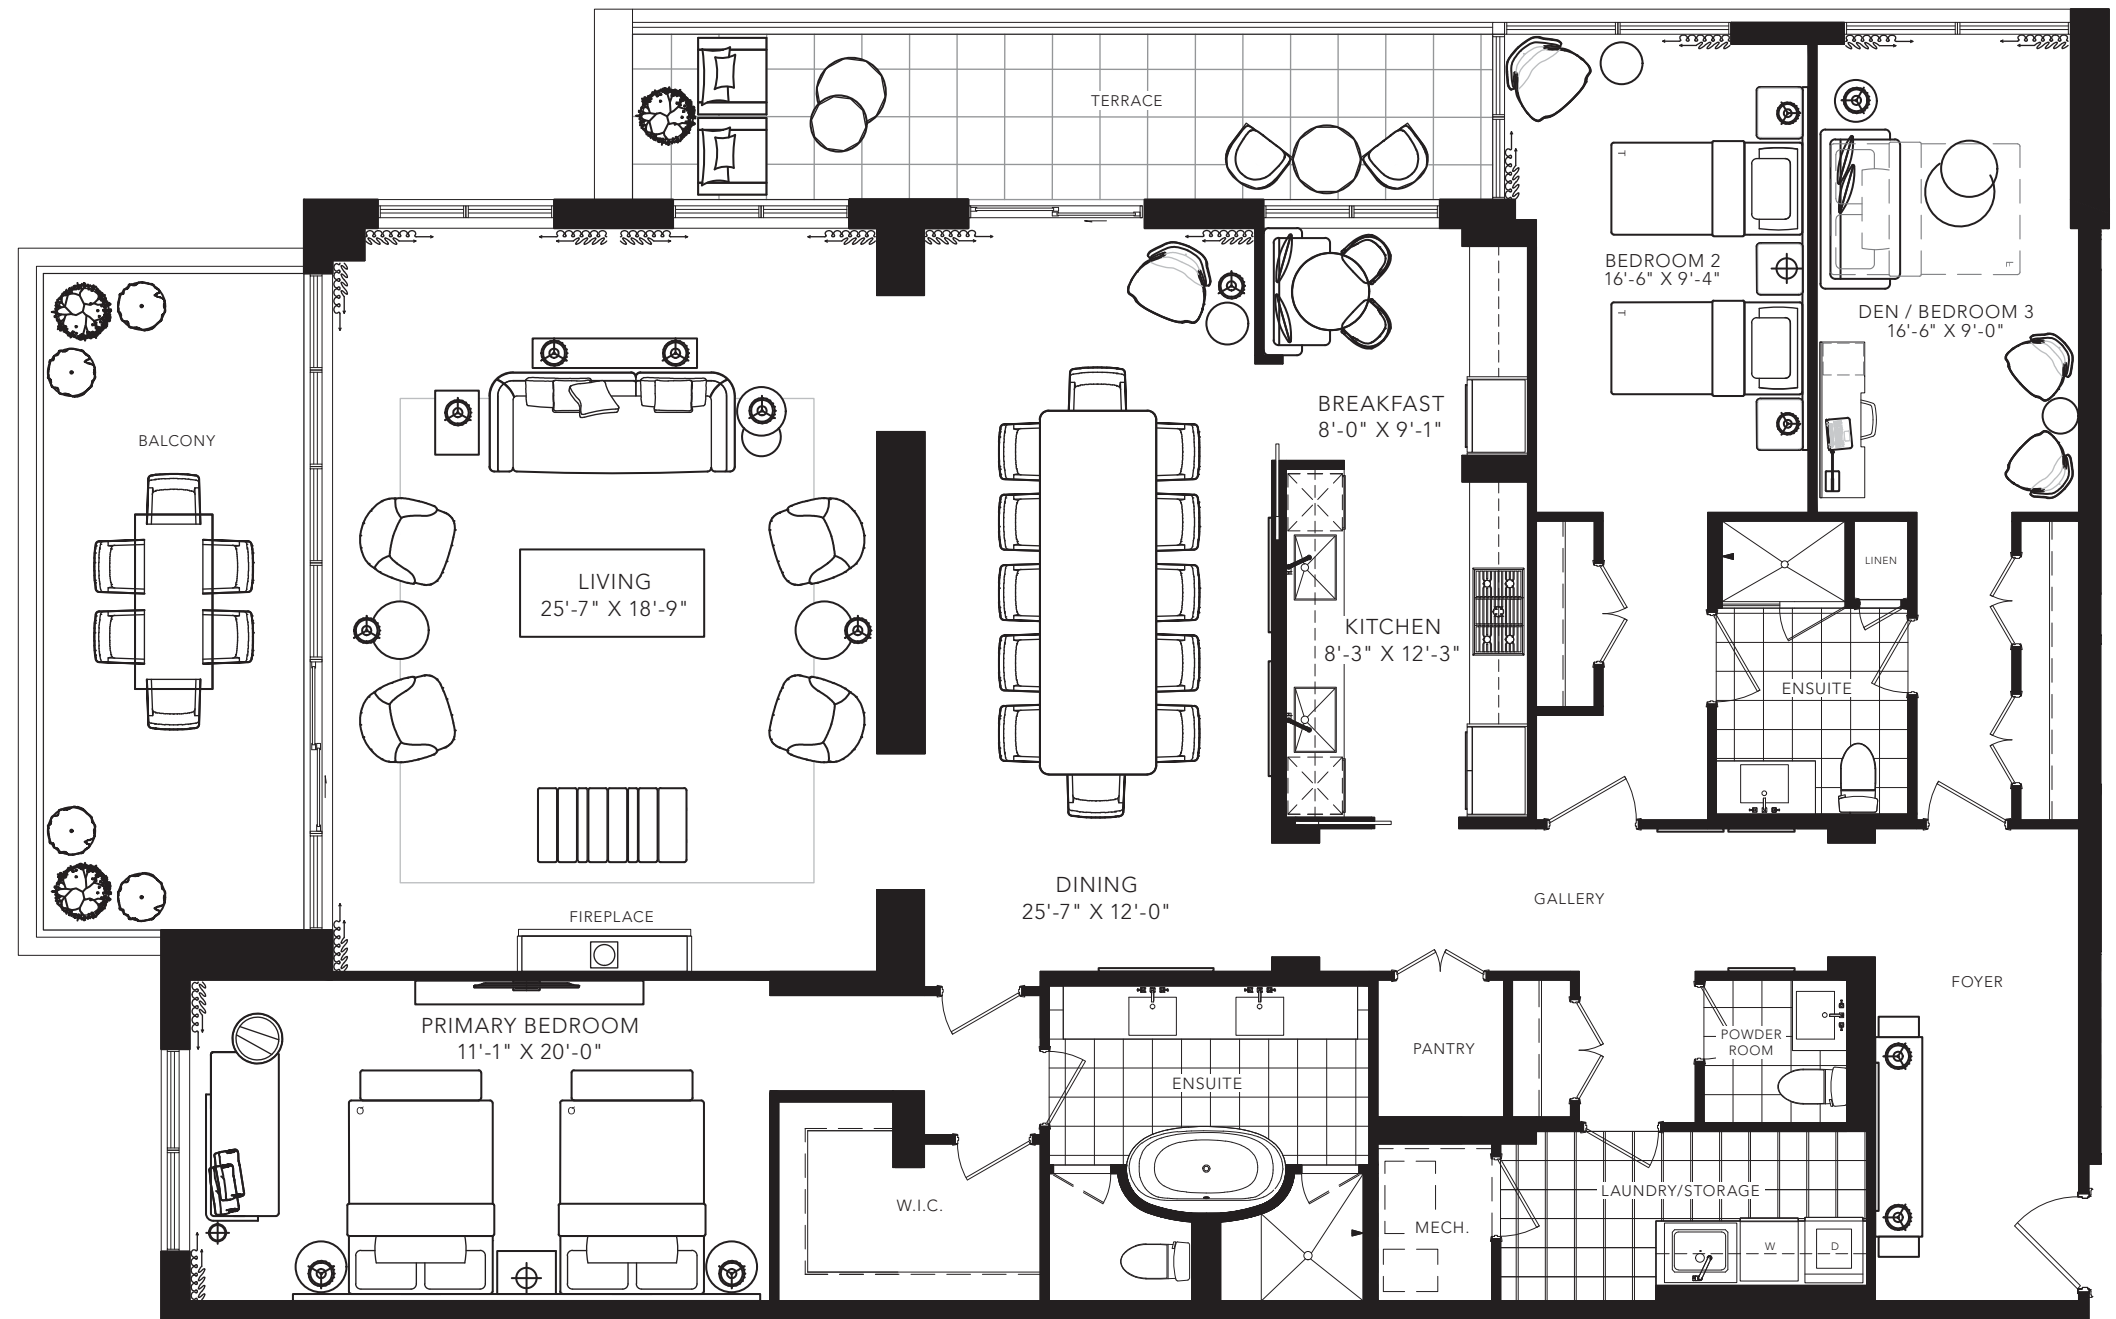 TERRACE
BEDROOM 2
16'-6" X 9'-4"
DEN / BEDROOM 3
16'-6" X 9'-0"
BALCONY
BREAKFAST
8'-0" X 9'-1"
LIVING
25'-7" X 18'-9"
LINEN
KITCHEN
8'-3" X 12'-3"
ENSUITE
DINING
25'-7" X 12'-0"
GALLERY
FIREPLACE
FOYER
PRIMARY BEDROOM
11'-1" X 20'-0"
PANTRY
POWDER
ROOM
ENSUITE
W.I.C.
LAUNDRY/STORAGE
MECH.
W
D